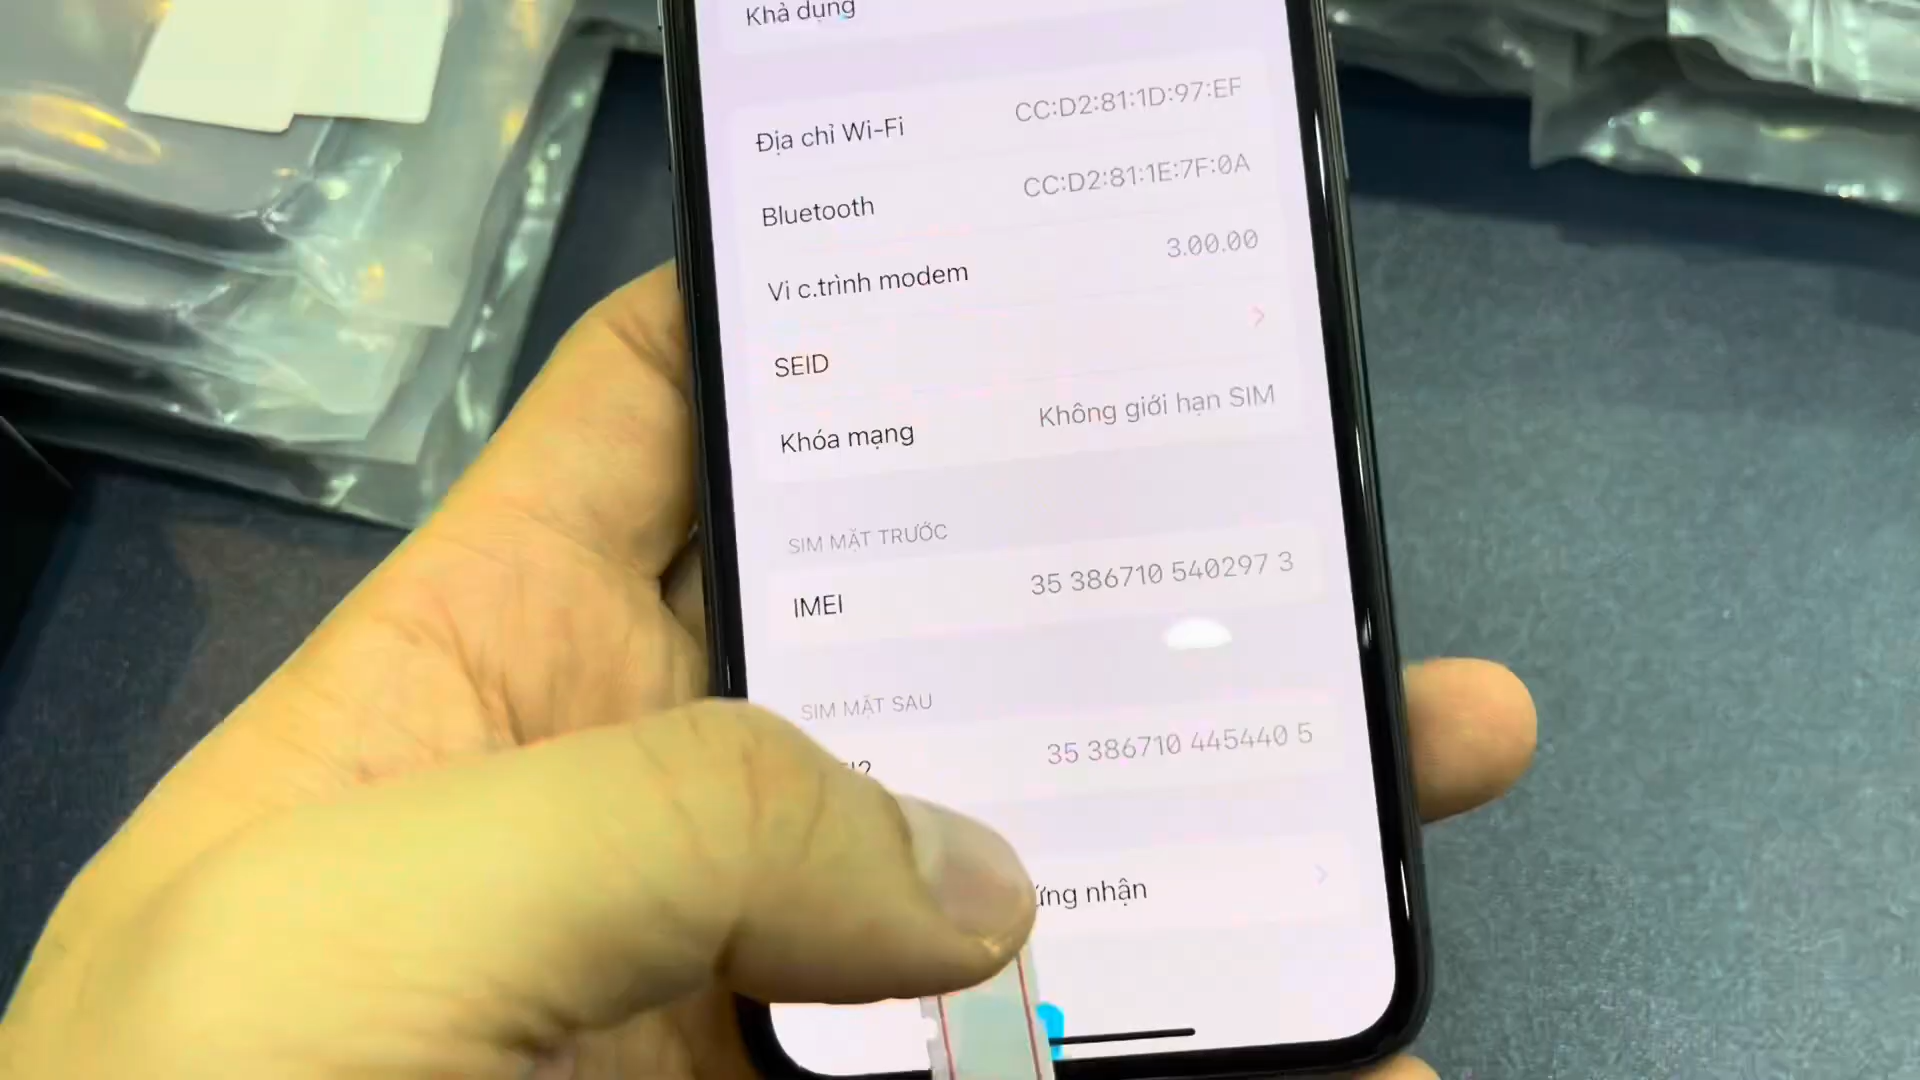 Khả dụng
Địa chỉ Wi-Fi CC:D2:81:1D:97:EF
Bluetooth CC:D2:81:1E:7F:0A
Vi c.trình modem 3.00.00
SEID
Khóa mạng Không giới hạn SIM
SIM MẶT TRƯỚC
IMEI 35 386710 540297 3
SIM MẶT SAU
35 386710 445440 5
ứng nhận